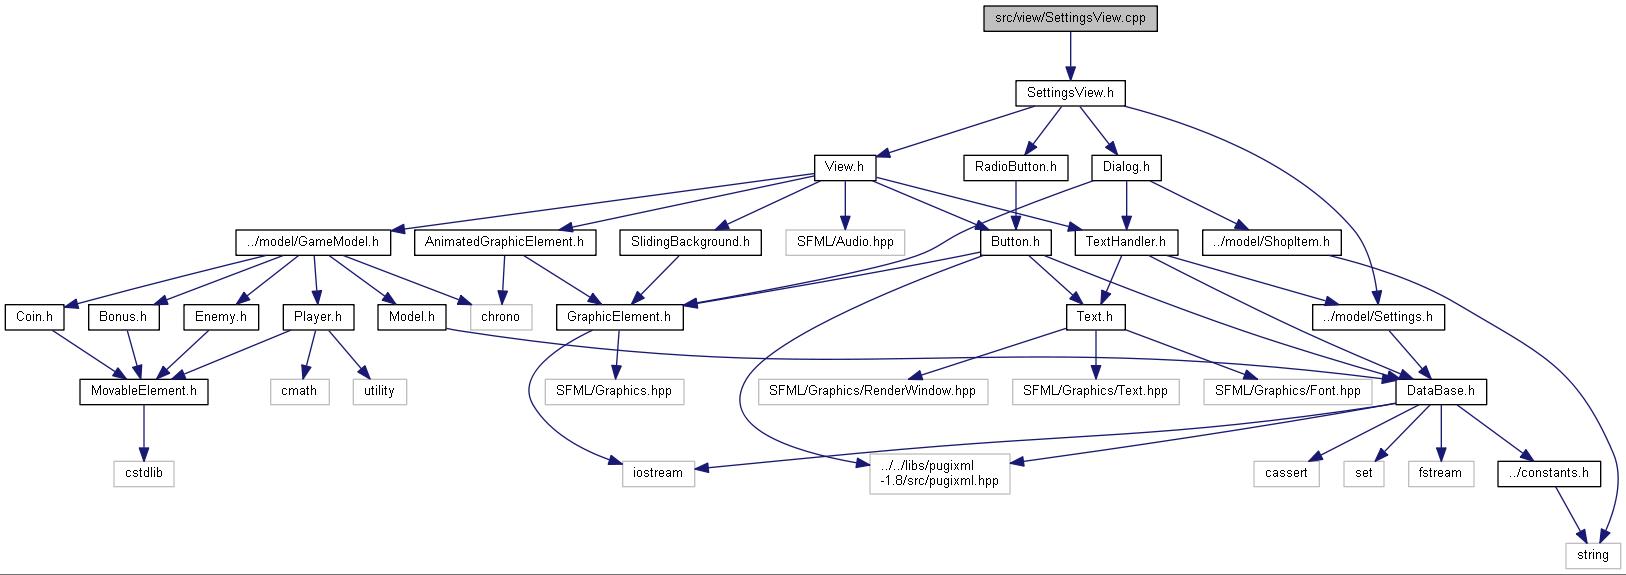 src/view/SettingsView.cpp
SettingsView.h
View.h
RadioButton.h
Dialog.h
../model/GameModel.h
AnimatedGraphicElement.h
SlidingBackground.h
SFML/Audio.hpp
Button.h
TextHandler.h
../model/ShopItem.h
Coin.h
Bonus.h
Enemy.h
Player.h
Model.h
chrono
GraphicElement.h
Text.h
../model/Settings.h
MovableElement.h
cmath
utility
SFML/Graphics.hpp
SFML/Graphics/RenderWindow.hpp
SFML/Graphics/Text.hpp
SFML/Graphics/Font.hpp
DataBase.h
cstdlib
iostream
../../libs/pugixml
-1.8/src/pugixml.hpp
cassert
set
fstream
../constants.h
string